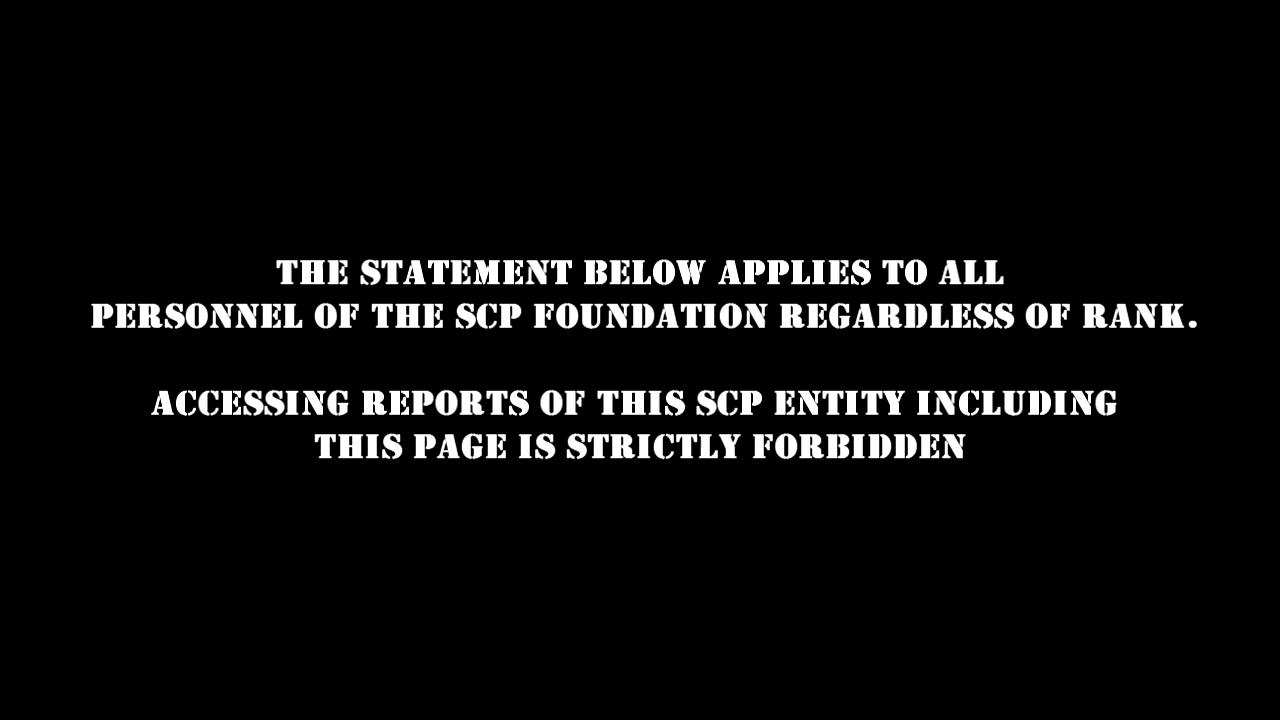 THE STATEMENT BELOW APPLIES TO ALL
PERSONNEL OF THE SCP FOUNDATION REGARDLESS OF RANK.
ACCESSING REPORTS OF THIS SCP ENTITY INCLUDING
THIS PAGE IS STRICTLY FORBIDDEN